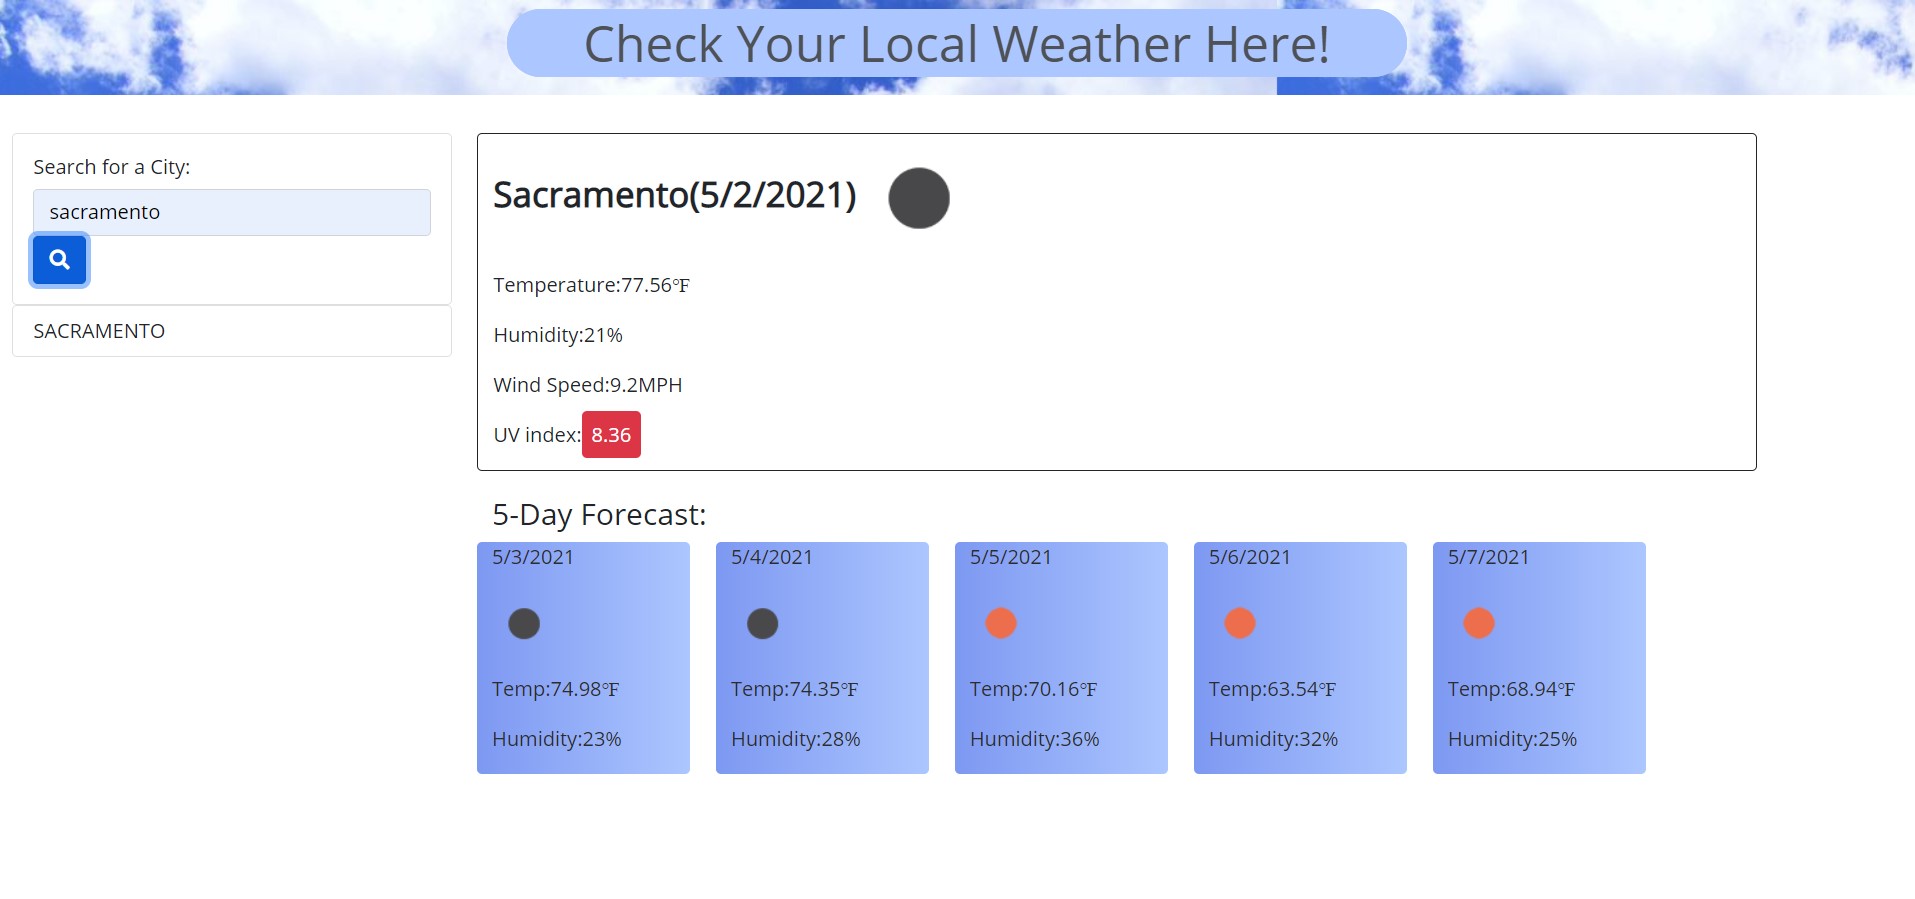 Check Your Local Weather Here!
Search for a City:
sacramento
SACRAMENTO
Sacramento(5/2/2021)
Temperature:77.56℉
Humidity:21%
Wind Speed:9.2MPH
UV index:8.36
5-Day Forecast:
5/3/2021
Temp:74.98℉
Humidity:23%
5/4/2021
Temp:74.35℉
Humidity:28%
5/5/2021
Temp:70.16℉
Humidity:36%
5/6/2021
Temp:63.54℉
Humidity:32%
5/7/2021
Temp:68.94℉
Humidity:25%